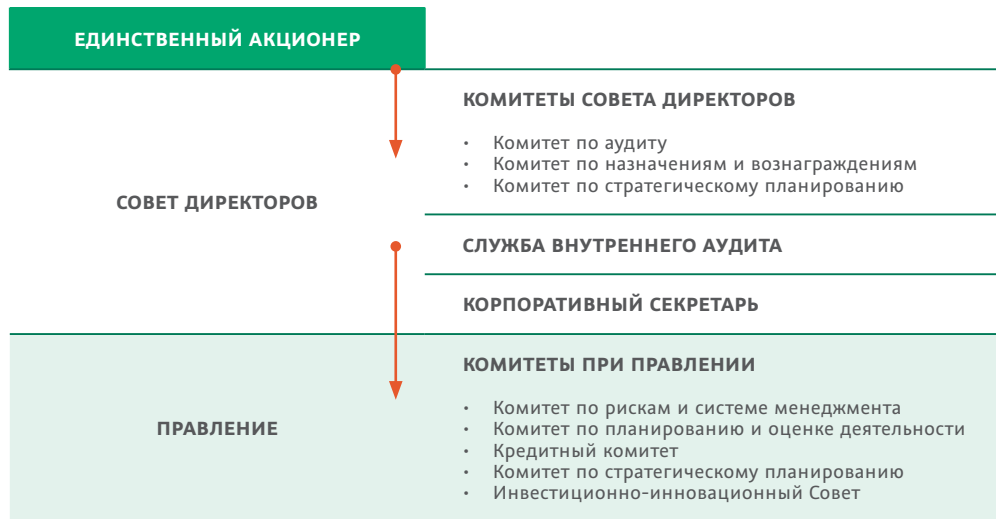 ЕДИНСТВЕННЫЙ АКЦИОНЕР
СОВЕТ ДИРЕКТОРОВ
КОМИТЕТЫ СОВЕТА ДИРЕКТОРОВ
• Комитет по аудиту
• Комитет по назначениям и вознаграждениям
• Комитет по стратегическому планированию
СЛУЖБА ВНУТРЕННЕГО АУДИТА
КОРПОРАТИВНЫЙ СЕКРЕТАРЬ
ПРАВЛЕНИЕ
КОМИТЕТЫ ПРИ ПРАВЛЕНИИ
• Комитет по рискам и системе менеджмента
• Комитет по планированию и оценке деятельности
• Кредитный комитет
• Комитет по стратегическому планированию
• Инвестиционно-инновационный Совет